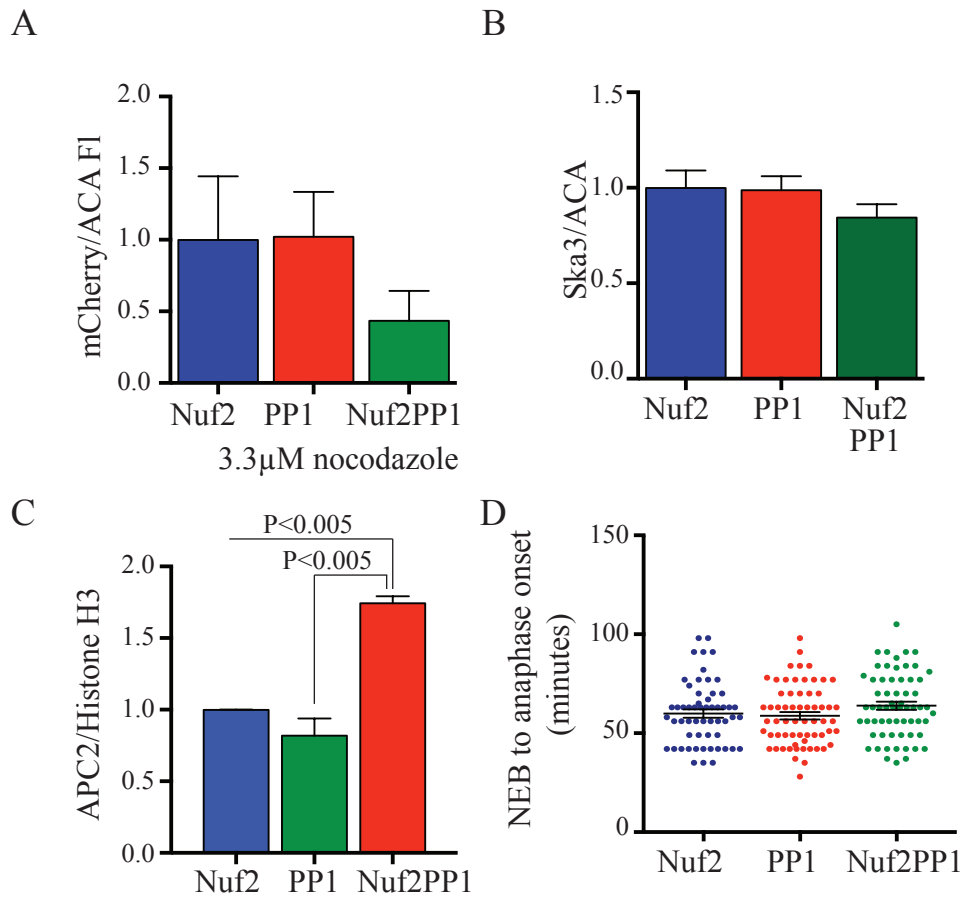 A
mCherry/ACA Fl
2.0
1.5
1.0
0.5
0.0
Nuf2 PP1 Nuf2PP1
3.3µM nocodazole
B
Ska3/ACA
1.5
1.0
0.5
0.0
Nuf2 PP1 Nuf2
PP1
C
APC2/Histone H3
2.0
1.5
1.0
0.5
0.0
P<0.005
P<0.005
Nuf2 PP1 Nuf2PP1
D
NEB to anaphase onset
(minutes)
150
100
50
0
Nuf2 PP1 Nuf2PP1